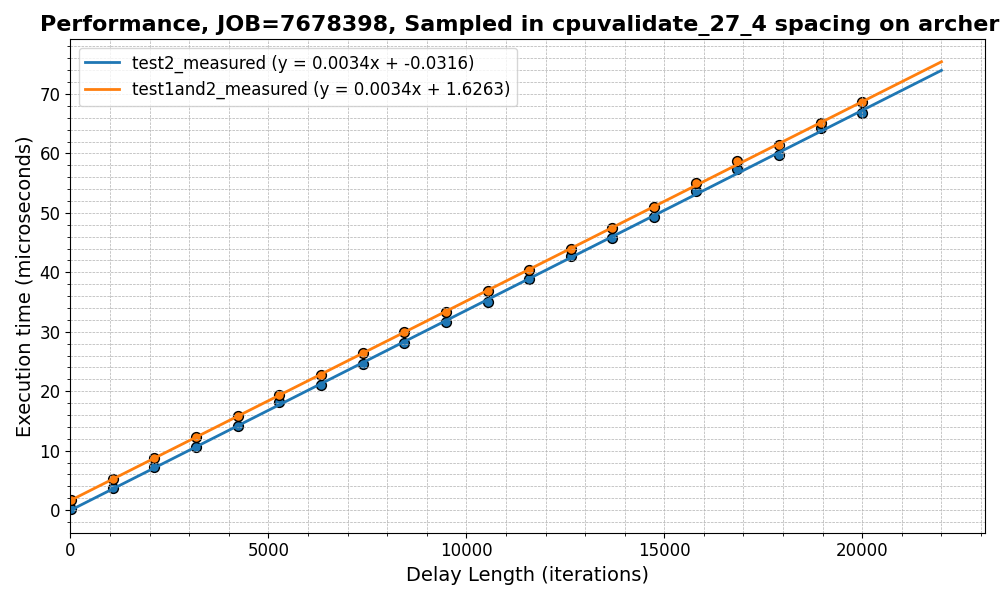 Performance, JOB=7678398, Sampled in cpuvalidate_27_4 spacing on archer
test2_measured (y = 0.0034x + -0.0316)
test1and2_measured (y = 0.0034x + 1.6263)
Execution time (microseconds)
70
60
50
40
30
20
10
0
0 5000 10000 15000 20000
Delay Length (iterations)